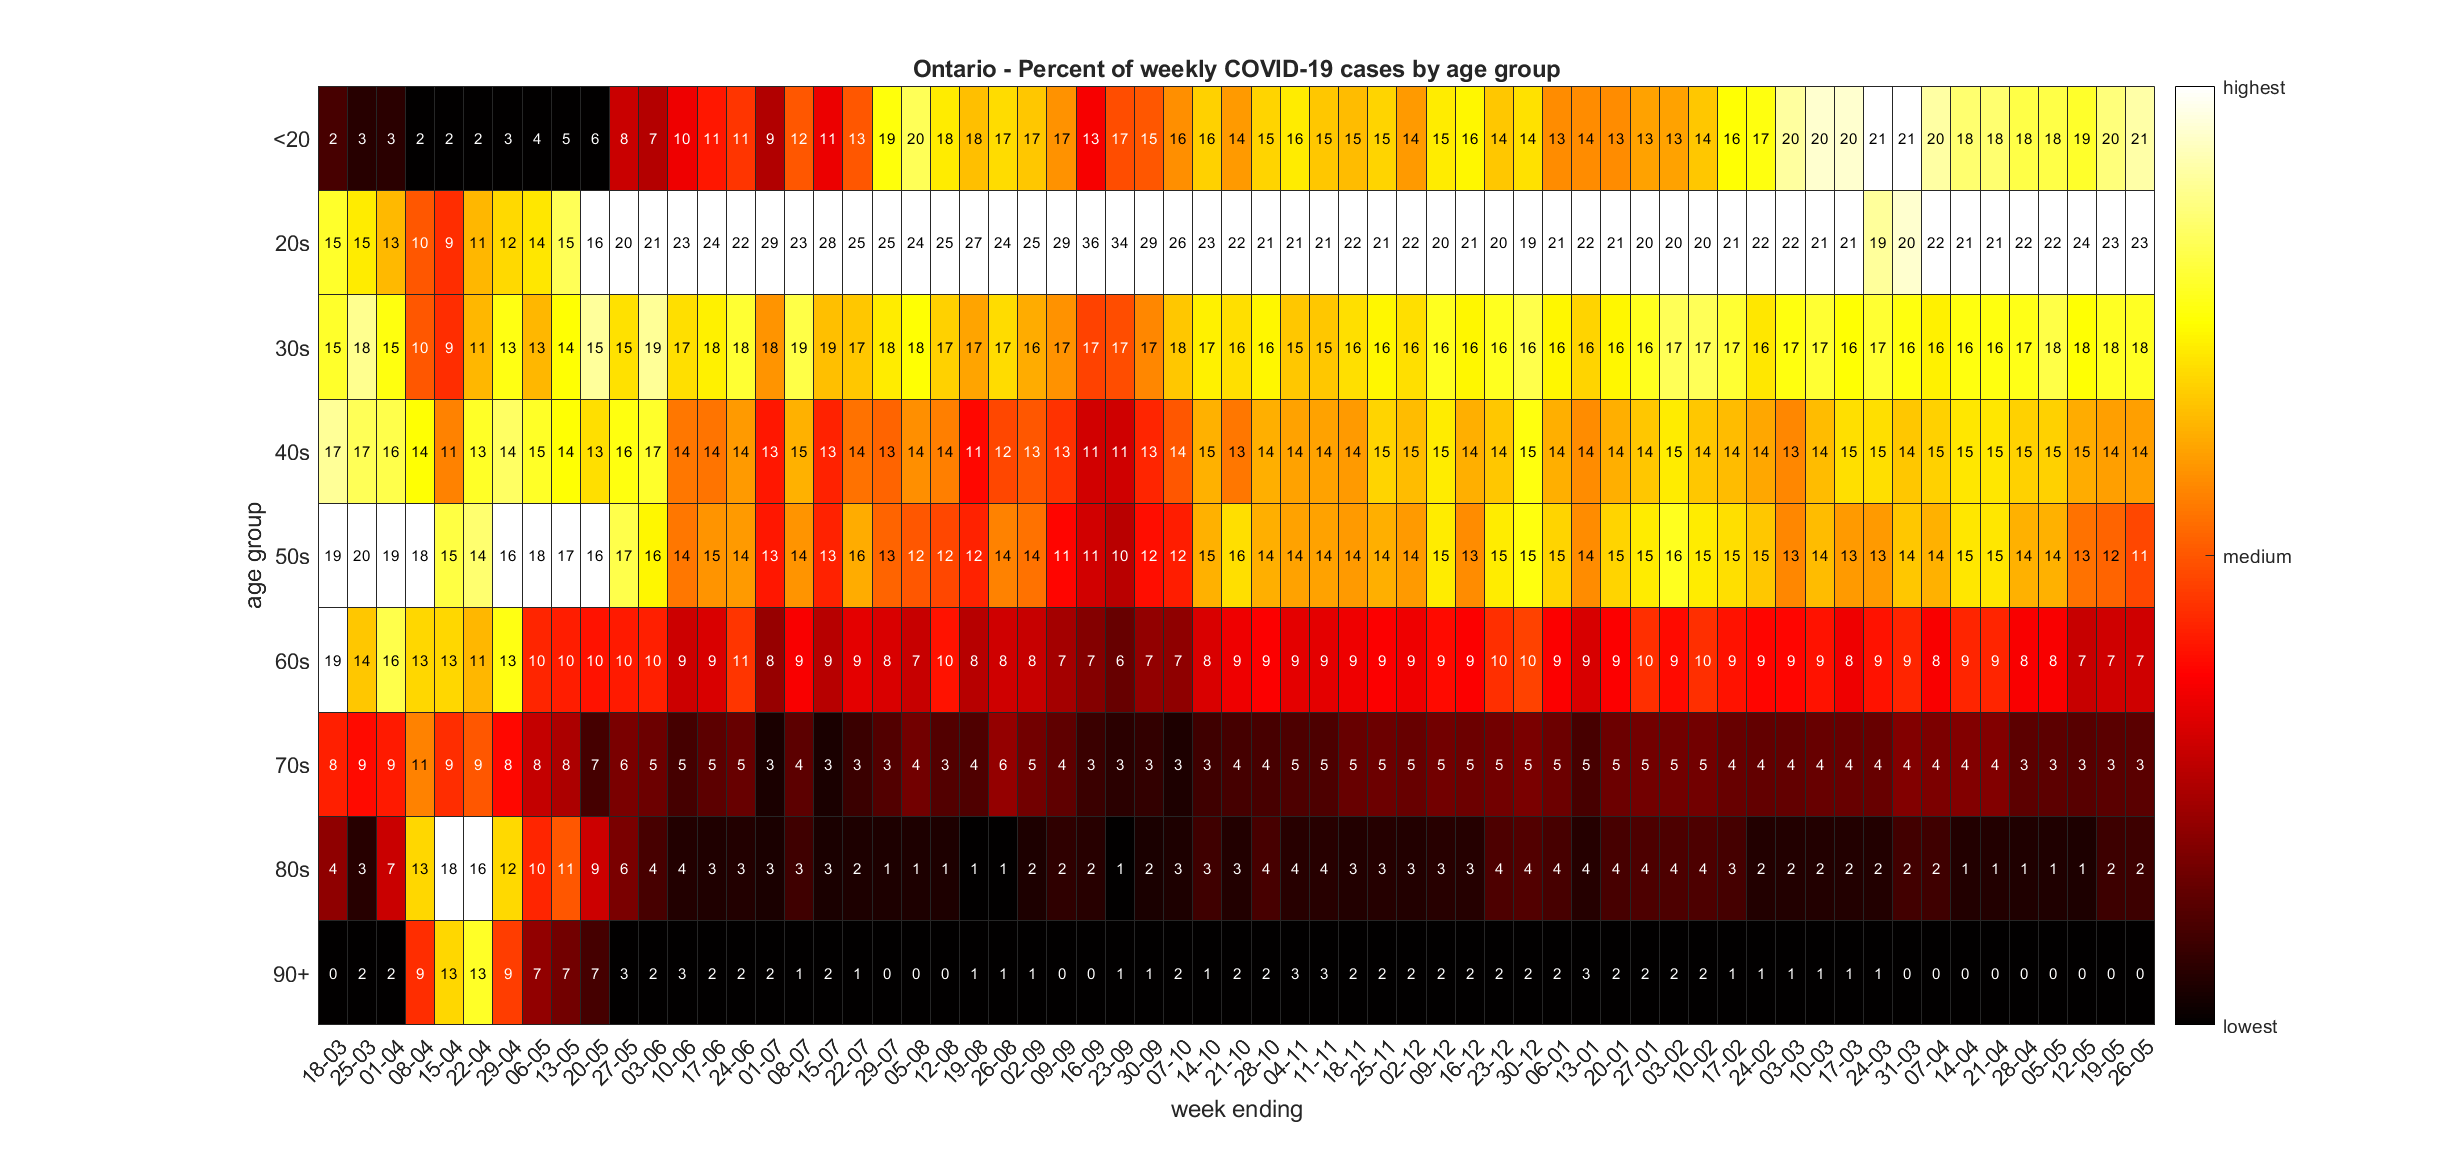 Ontario - Percent of weekly COVID-19 cases by age group
<20 2 3 3 2 2 2 3 4 5 6 8 7 10 11 11 9 12 11 13 19 20 18 18 17 17 17 13 17 15 16 16 14 15 16 15 15 15 14 15 16 14 14 13 14 13 13 13 14 16 17 20 20 20 21 21 20 18 18 18 18 19 20 21
20s 15 15 13 10 9 11 12 14 15 16 20 21 23 24 22 29 23 28 25 25 24 25 27 24 25 29 36 34 29 26 23 22 21 21 21 22 21 22 20 21 20 19 21 22 21 20 20 20 21 22 22 21 21 19 20 22 21 21 22 22 24 23 23
30s 15 18 15 10 9 11 13 13 14 15 15 19 17 18 18 18 19 19 17 18 18 17 17 17 16 17 17 17 17 18 17 16 16 15 15 16 16 16 16 16 16 16 16 16 16 16 17 17 17 16 17 17 16 17 16 16 16 16 17 18 18 18 18
40s 17 17 16 14 11 13 14 15 14 13 16 17 14 14 14 13 15 13 14 13 14 14 11 12 13 13 11 11 13 14 15 13 14 14 14 14 15 15 15 14 14 15 14 14 14 14 15 14 14 14 13 14 15 15 14 15 15 15 15 15 15 14 14
50s 19 20 19 18 15 14 16 18 17 16 17 16 14 15 14 13 14 13 16 13 12 12 12 14 14 11 11 10 12 12 15 16 14 14 14 14 14 14 15 13 15 15 15 14 15 15 16 15 15 15 13 14 13 13 14 14 15 15 14 14 13 12 11
60s 19 14 16 13 13 11 13 10 10 10 10 10 9 9 11 8 9 9 9 8 7 10 8 8 8 7 7 6 7 7 8 9 9 9 9 9 9 9 9 9 10 10 9 9 9 10 9 10 9 9 9 9 8 9 9 8 9 9 8 8 7 7 7
70s 8 9 9 11 9 9 8 8 8 7 6 5 5 5 5 3 4 3 3 3 4 3 4 6 5 4 3 3 3 3 3 4 4 5 5 5 5 5 5 5 5 5 5 5 5 5 5 5 4 4 4 4 4 4 4 4 4 4 3 3 3 3 3
80s 4 3 7 13 18 16 12 10 11 9 6 4 4 3 3 3 3 3 2 1 1 1 1 1 2 2 2 1 2 3 3 3 4 4 4 3 3 3 3 3 4 4 4 4 4 4 4 4 3 2 2 2 2 2 2 2 1 1 1 1 1 2 2
90+ 0 2 2 9 13 13 9 7 7 7 3 2 3 2 2 2 1 2 1 0 0 0 1 1 1 0 0 1 1 2 1 2 2 3 3 2 2 2 2 2 2 2 2 3 2 2 2 2 1 1 1 1 1 1 0 0 0 0 0 0 0 0 0
age group
18-03 25-03 01-04 08-04 15-04 22-04 29-04 06-05 13-05 20-05 27-05 03-06 10-06 17-06 24-06 01-07 08-07 15-07 22-07 29-07 05-08 12-08 19-08 26-08 02-09 09-09 16-09 23-09 30-09 07-10 14-10 21-10 28-10 04-11 11-11 18-11 25-11 02-12 09-12 16-12 23-12 30-12 06-01 13-01 20-01 27-01 03-02 10-02 17-02 24-02 03-03 10-03 17-03 24-03 31-03 07-04 14-04 21-04 28-04 05-05 12-05 19-05 26-05
week ending
highest
medium
lowest